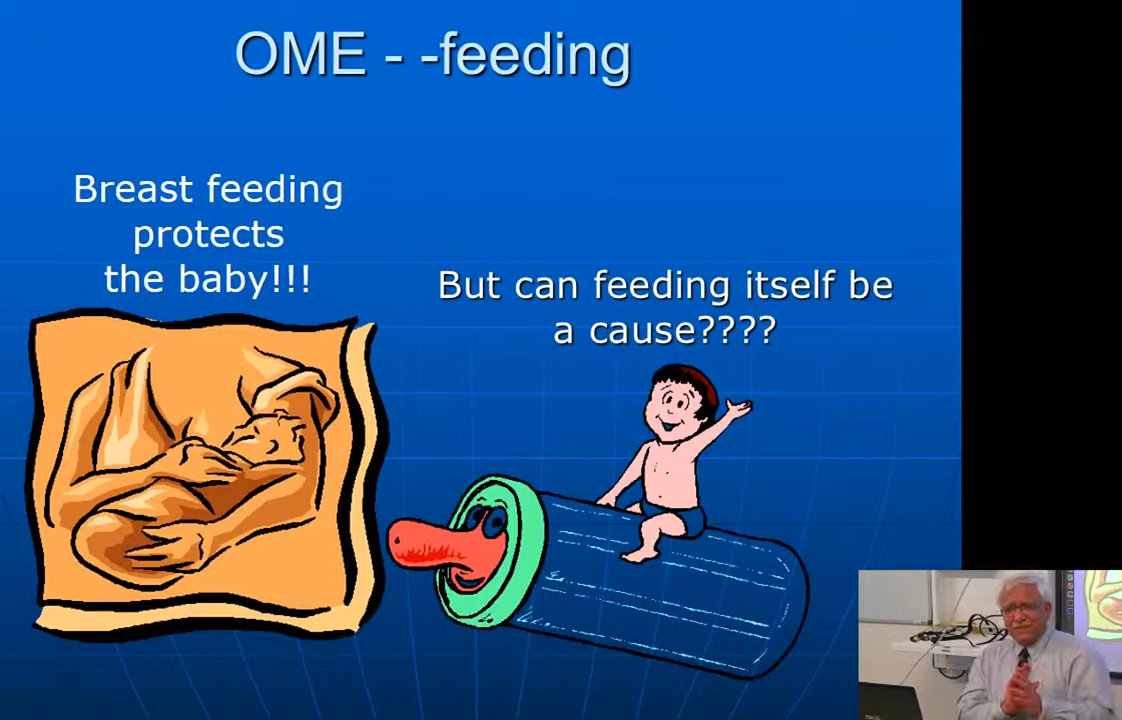 OME - -feeding
Breast feeding
protects
the baby!!!
But can feeding itself be
a cause????